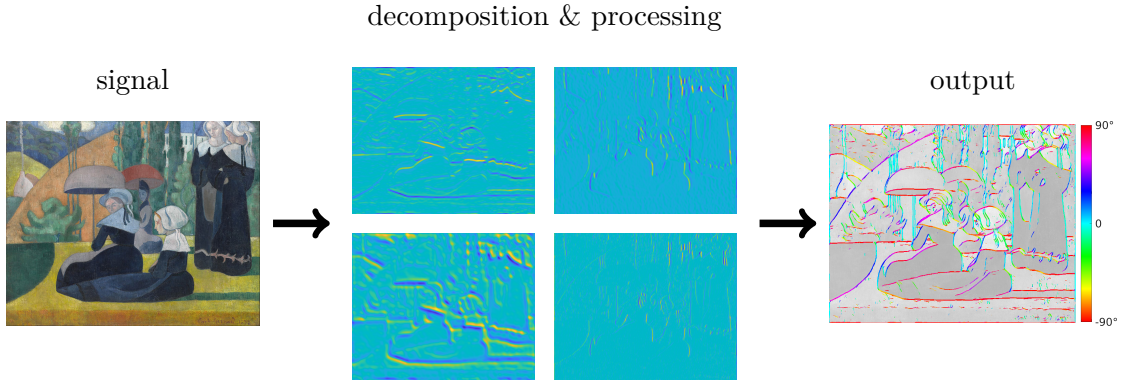 decomposition & processing
signal
output
90°
0
-90°